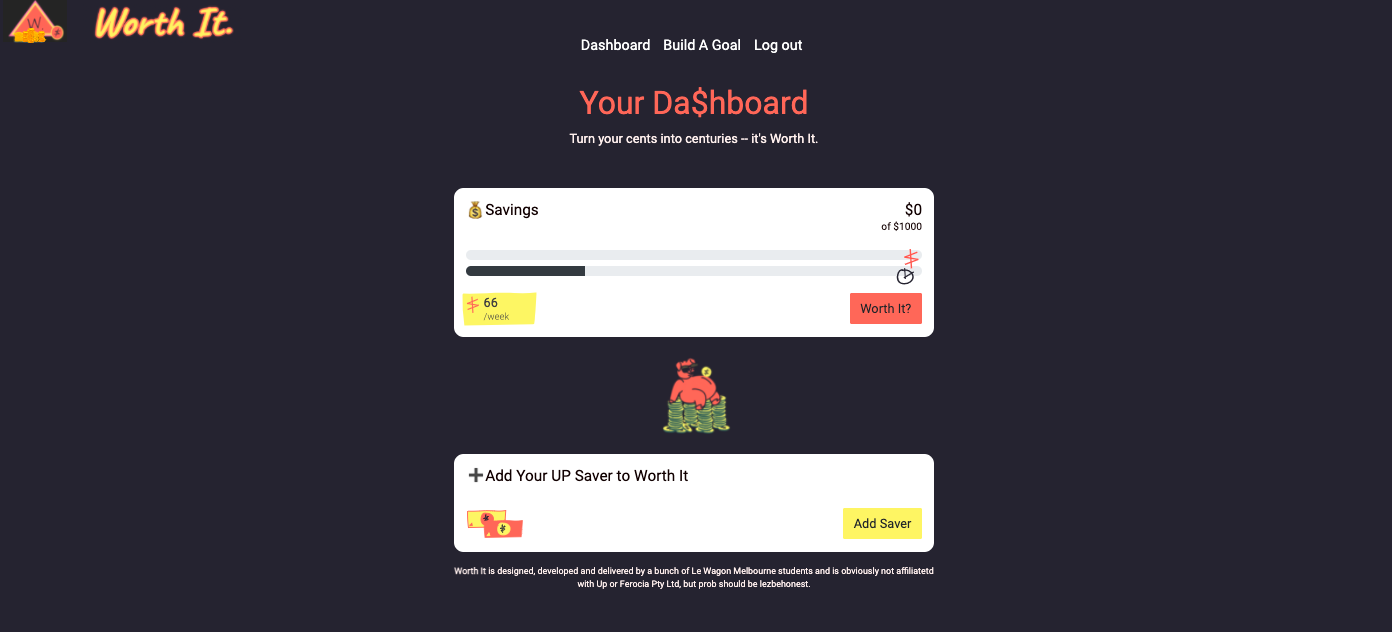 W
Worth It.
Dashboard Build A Goal Log out
Your Da$hboard
Turn your cents into centuries -- it's Worth It.
💰Savings
$0
of $1000
66
/week
Worth It?
➕Add Your UP Saver to Worth It
Add Saver
Worth It is designed, developed and delivered by a bunch of Le Wagon Melbourne students and is obviously not affiliatetd
with Up or Ferocia Pty Ltd, but prob should be lezbehonest.